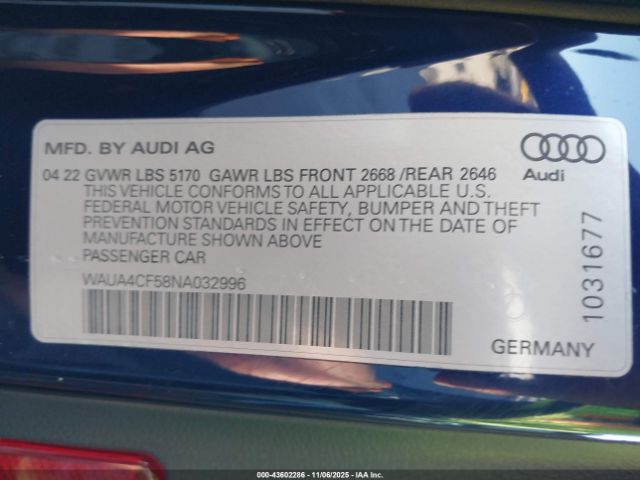 MFD. BY AUDI AG
04 22 GVWR LBS 5170 GAWR LBS FRONT 2668 /REAR 2646
THIS VEHICLE CONFORMS TO ALL APPLICABLE U.S.
FEDERAL MOTOR VEHICLE SAFETY, BUMPER AND THEFT
PREVENTION STANDARDS IN EFFECT ON THE DATE OF
MANUFACTURE SHOWN ABOVE
PASSENGER CAR
WAUA4CF58NA032996
Audi
1031677
GERMANY
000-43602286 - 11/06/2025 - IAA Inc.